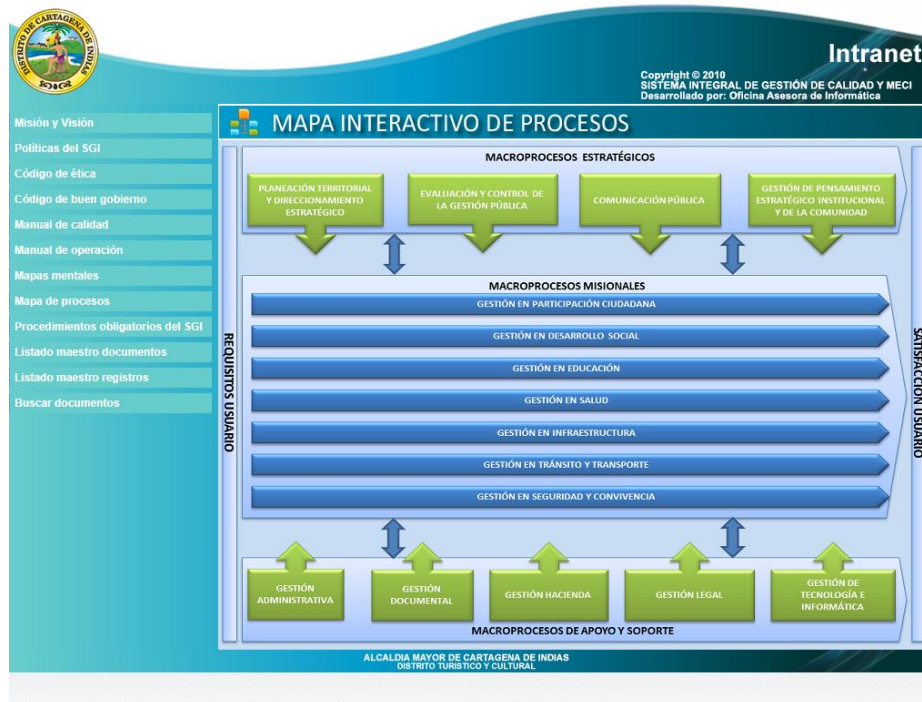 DISTRITO DE CARTAGENA DE INDIAS
Intranet
Copyright © 2010
SISTEMA INTEGRAL DE GESTIÓN DE CALIDAD Y MECI
Desarrollado por: Oficina Asesora de Informática
Misión y Visión
Políticas del SGI
Código de ética
Código de buen gobierno
Manual de calidad
Manual de operación
Mapas mentales
Mapa de procesos
Procedimientos obligatorios del SGI
Listado maestro documentos
Listado maestro registros
Buscar documentos
MAPA INTERACTIVO DE PROCESOS
REQUISITOS USUARIO
MACROPROCESOS ESTRATÉGICOS
PLANEACIÓN TERRITORIAL
Y DIRECCIONAMIENTO
ESTRATÉGICO
EVALUACIÓN Y CONTROL DE
LA GESTIÓN PÚBLICA
COMUNICACIÓN PÚBLICA
GESTIÓN DE PENSAMIENTO
ESTRATÉGICO INSTITUCIONAL
Y DE LA COMUNIDAD
MACROPROCESOS MISIONALES
GESTIÓN EN PARTICIPACIÓN CIUDADANA
GESTIÓN EN DESARROLLO SOCIAL
GESTIÓN EN EDUCACIÓN
GESTIÓN EN SALUD
GESTIÓN EN INFRAESTRUCTURA
GESTIÓN EN TRÁNSITO Y TRANSPORTE
GESTIÓN EN SEGURIDAD Y CONVIVENCIA
GESTIÓN
ADMINISTRATIVA
GESTIÓN
DOCUMENTAL
GESTIÓN HACIENDA
GESTIÓN LEGAL
GESTIÓN DE
TECNOLOGÍA E
INFORMÁTICA
MACROPROCESOS DE APOYO Y SOPORTE
SATISFACCIÓN USUARIO
ALCALDIA MAYOR DE CARTAGENA DE INDIAS
DISTRITO TURISTICO Y CULTURAL